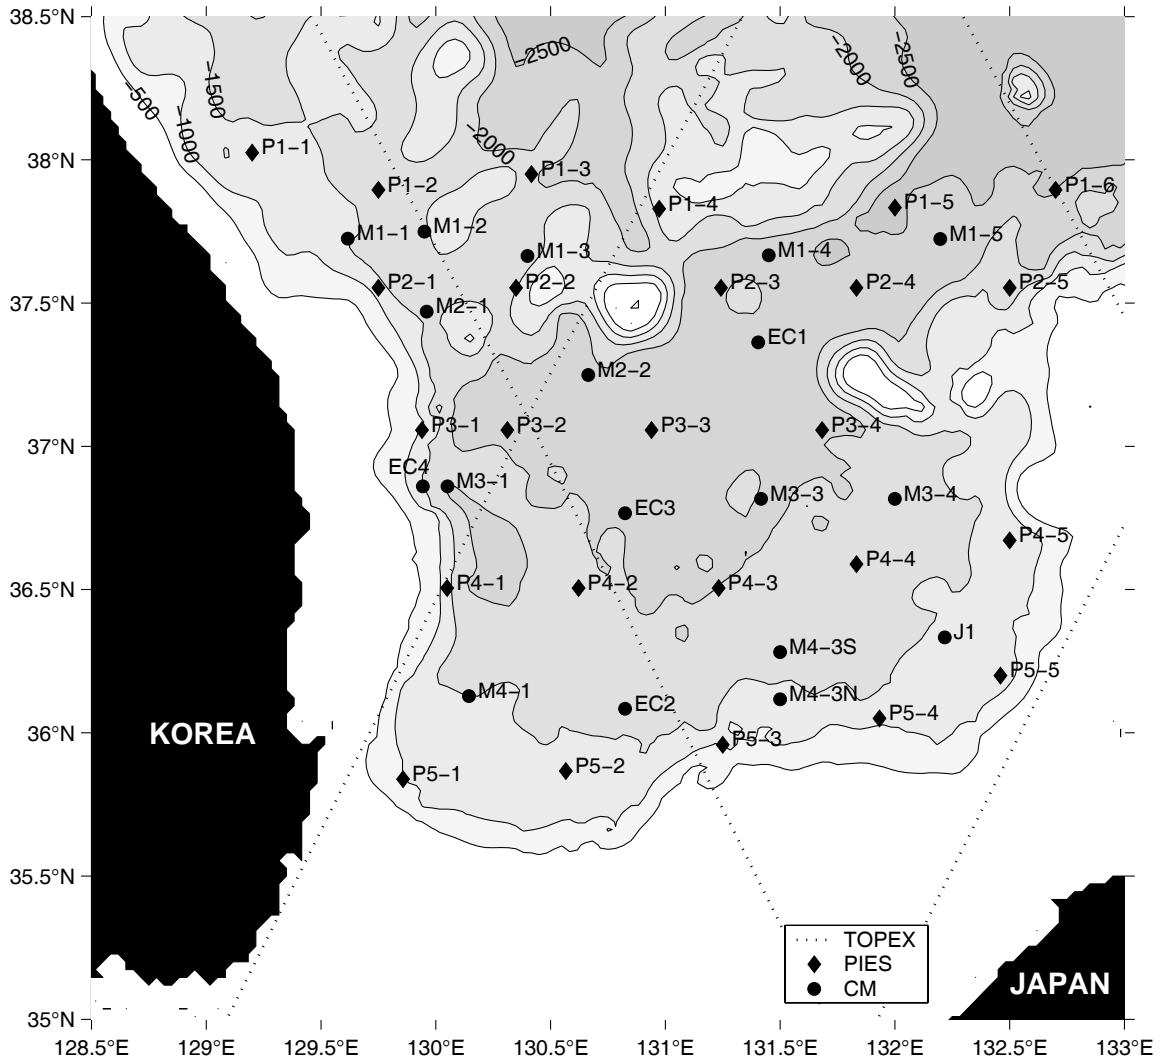 38.5°N
−2500
−2000
−2500
−1500
−500
−1000
−2000
P1−1
38°N
P1−3
P1−2
P1−6
P1−4
P1−5
M1−1
M1−2
M1−5
M1−3
M1−4
P2−1
P2−2
P2−3
P2−4
P2−5
37.5°N
M2−1
EC1
M2−2
P3−1
P3−2
P3−3
P3−4
37°N
EC4
M3−1
M3−3
M3−4
EC3
P4−5
P4−4
P4−1
P4−2
P4−3
36.5°N
J1
M4−3S
P5−5
M4−1
M4−3N
EC2
P5−4
KOREA
36°N
P5−3
P5−1
P5−2
35.5°N
TOPEX
PIES
CM
JAPAN
35°N
128.5°E
129°E
129.5°E
130°E
130.5°E
131°E
131.5°E
132°E
132.5°E
133°E